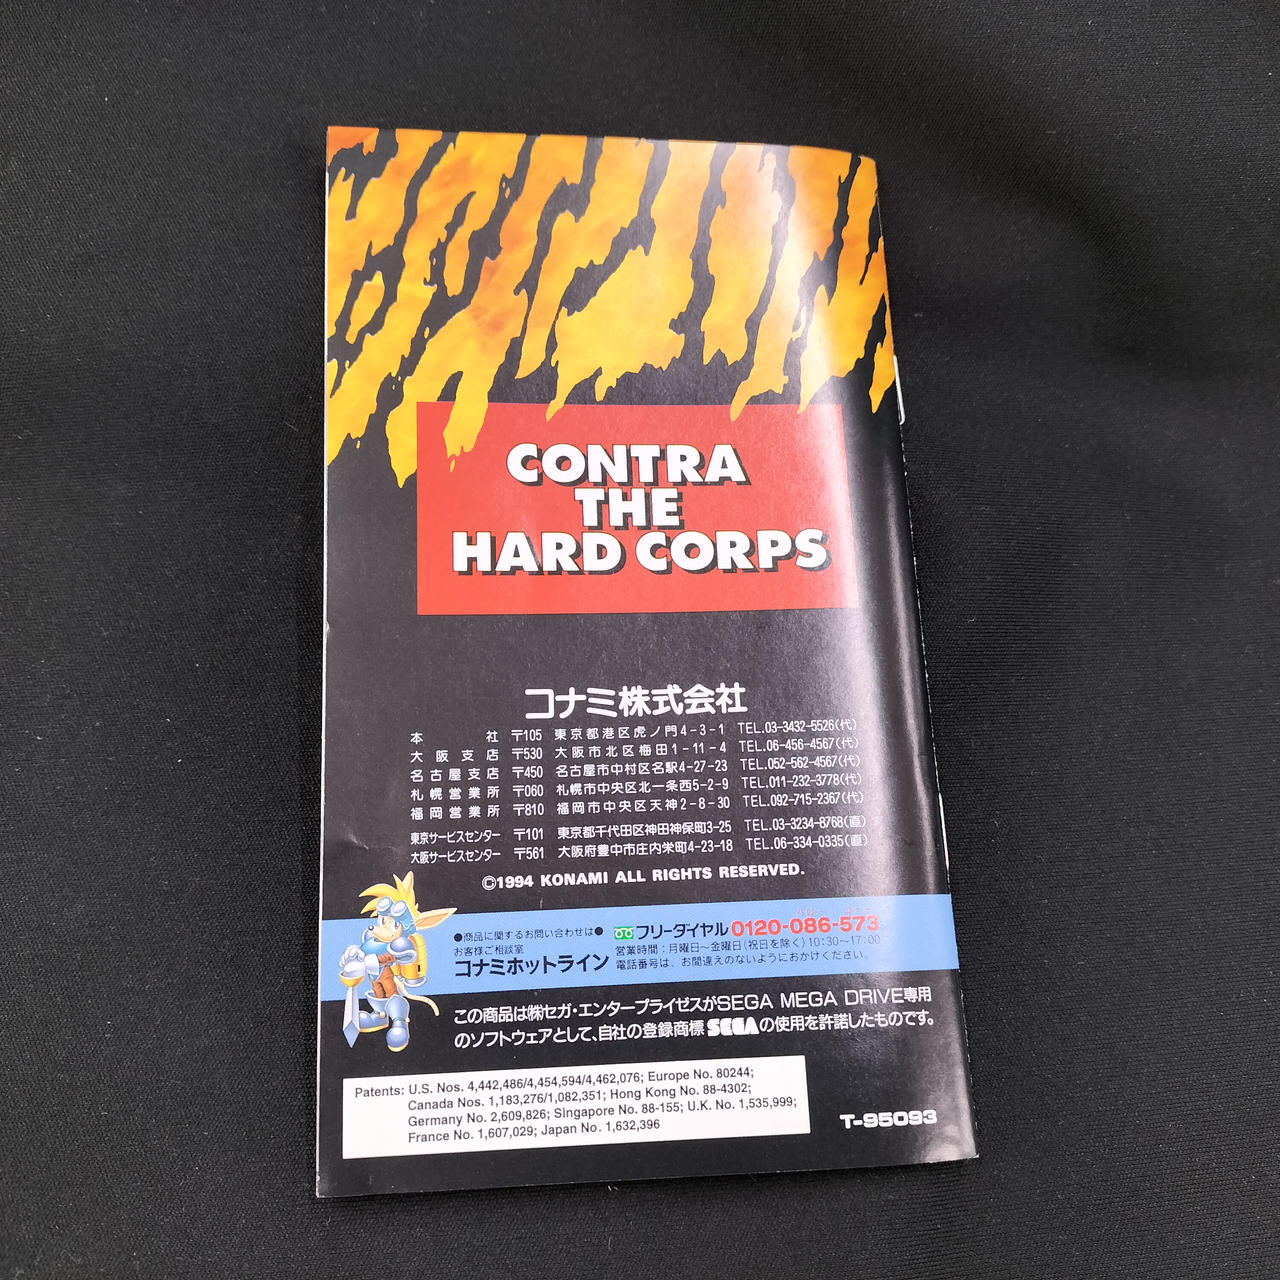 CONTRA
THE
HARD CORPS
コナミ株式会社
本社 〒105 東京都港区虎ノ門4-3-1 TEL.03-3432-5526(代)
大阪支店 〒530 大阪市北区梅田1-11-4 TEL.06-456-4567(代)
名古屋支店 〒450 名古屋市中村区名駅4-27-23 TEL.052-562-4567(代)
札幌営業所 〒060 札幌市中央区北一条西5-2-9 TEL.011-232-3778(代)
福岡営業所 〒810 福岡市中央区天神2-8-30 TEL.092-715-2367(代)
東京サービスセンター 〒101 東京都千代田区神田神保町3-25 TEL.03-3234-8768(直)
大阪サービスセンター 〒561 大阪府豊中市庄内栄町4-23-18 TEL.06-334-0335(直)
©1994 KONAMI ALL RIGHTS RESERVED.
●商品に関するお問い合わせは●
お客様ご相談室
コナミホットライン
フリーダイヤル 0120-086-573
営業時間：月曜日〜金曜日(祝日を除く)10:30〜17:00
電話番号は、お間違えのないようにおかけください。
この商品は㈱セガ・エンタープライゼスがSEGA MEGA DRIVE専用
のソフトウェアとして、自社の登録商標SEGAの使用を許諾したものです。
Patents: U.S. Nos. 4,442,486/4,454,594/4,462,076; Europe No. 80244;
Canada Nos. 1,183,276/1,082,351; Hong Kong No. 88-4302;
Germany No. 2,609,826; Singapore No. 88-155; U.K. No. 1,535,999;
France No. 1,607,029; Japan No. 1,632,396
T-95093